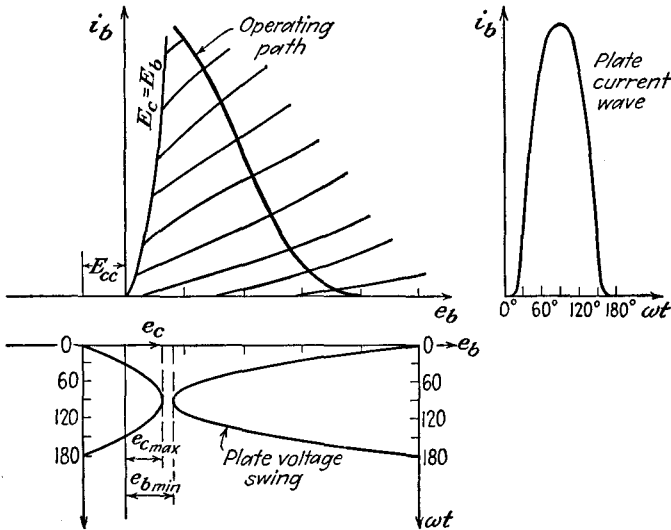 i_b
Operating path
E_c = E_b
E_cc
e_b
i_b
Plate current wave
0° 60° 120° 180° ωt
e_c
0
60
120
180
e_c max
e_b min
Plate voltage swing
0
e_b
60
120
180
ωt